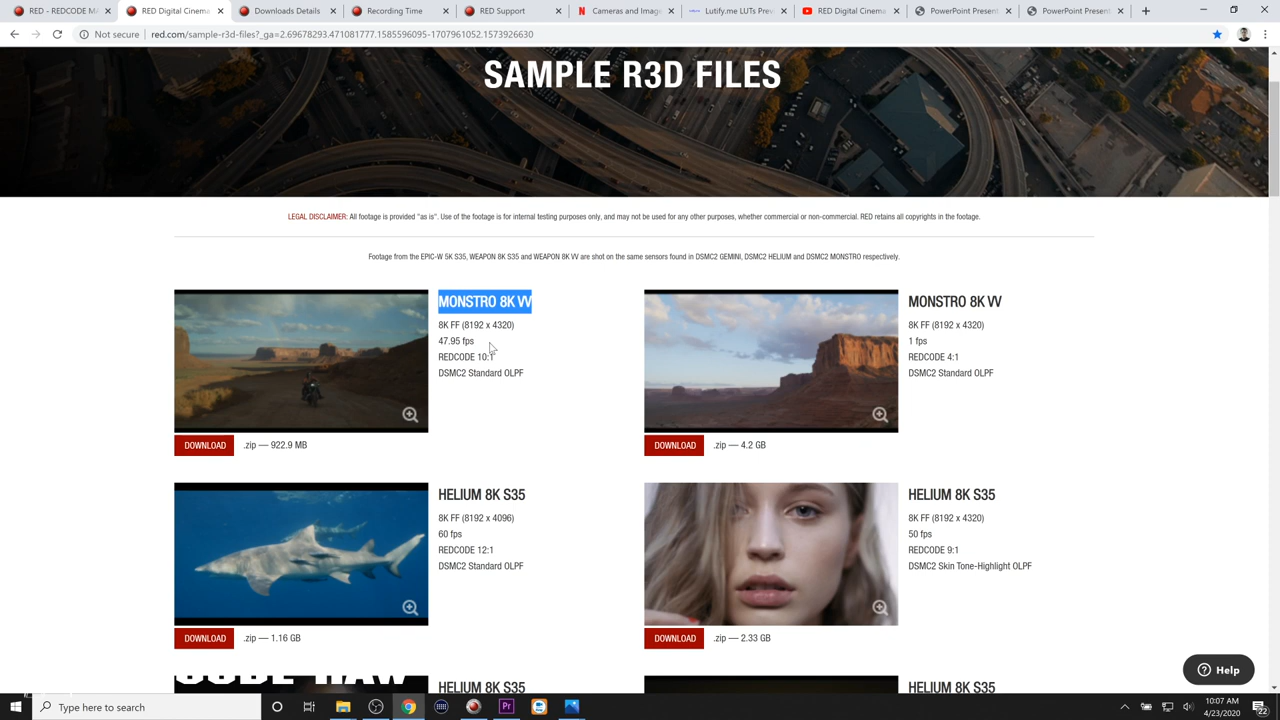 RED - REDCODE R
RED Digital Cinema
Downloads Details
Recording Time
RED Support
Cameras and Image
Lutify.me LUTs Prev
RED Digital Cinema
PowerPoint Present
PowerPoint Present
Not secure | red.com/sample-r3d-files?_ga=2.69678293.471081777.1585596095-1707961052.1573926630
SAMPLE R3D FILES
LEGAL DISCLAIMER: All footage is provided "as is". Use of the footage is for internal testing purposes only, and may not be used for any other purposes, whether commercial or non-commercial. RED retains all copyrights in the footage.
Footage from the EPIC-W 5K S35, WEAPON 8K S35 and WEAPON 8K VV are shot on the same sensors found in DSMC2 GEMINI, DSMC2 HELIUM and DSMC2 MONSTRO respectively.
MONSTRO 8K VV
8K FF (8192 x 4320)
47.95 fps
REDCODE 10:1
DSMC2 Standard OLPF
DOWNLOAD .zip — 922.9 MB
MONSTRO 8K VV
8K FF (8192 x 4320)
1 fps
REDCODE 4:1
DSMC2 Standard OLPF
DOWNLOAD .zip — 4.2 GB
HELIUM 8K S35
8K FF (8192 x 4096)
60 fps
REDCODE 12:1
DSMC2 Standard OLPF
DOWNLOAD .zip — 1.16 GB
HELIUM 8K S35
8K FF (8192 x 4320)
50 fps
REDCODE 9:1
DSMC2 Skin Tone-Highlight OLPF
DOWNLOAD .zip — 2.33 GB
HELIUM 8K S35
HELIUM 8K S35
Help
Type here to search
Pr
10:07 AM
4/23/2020
22